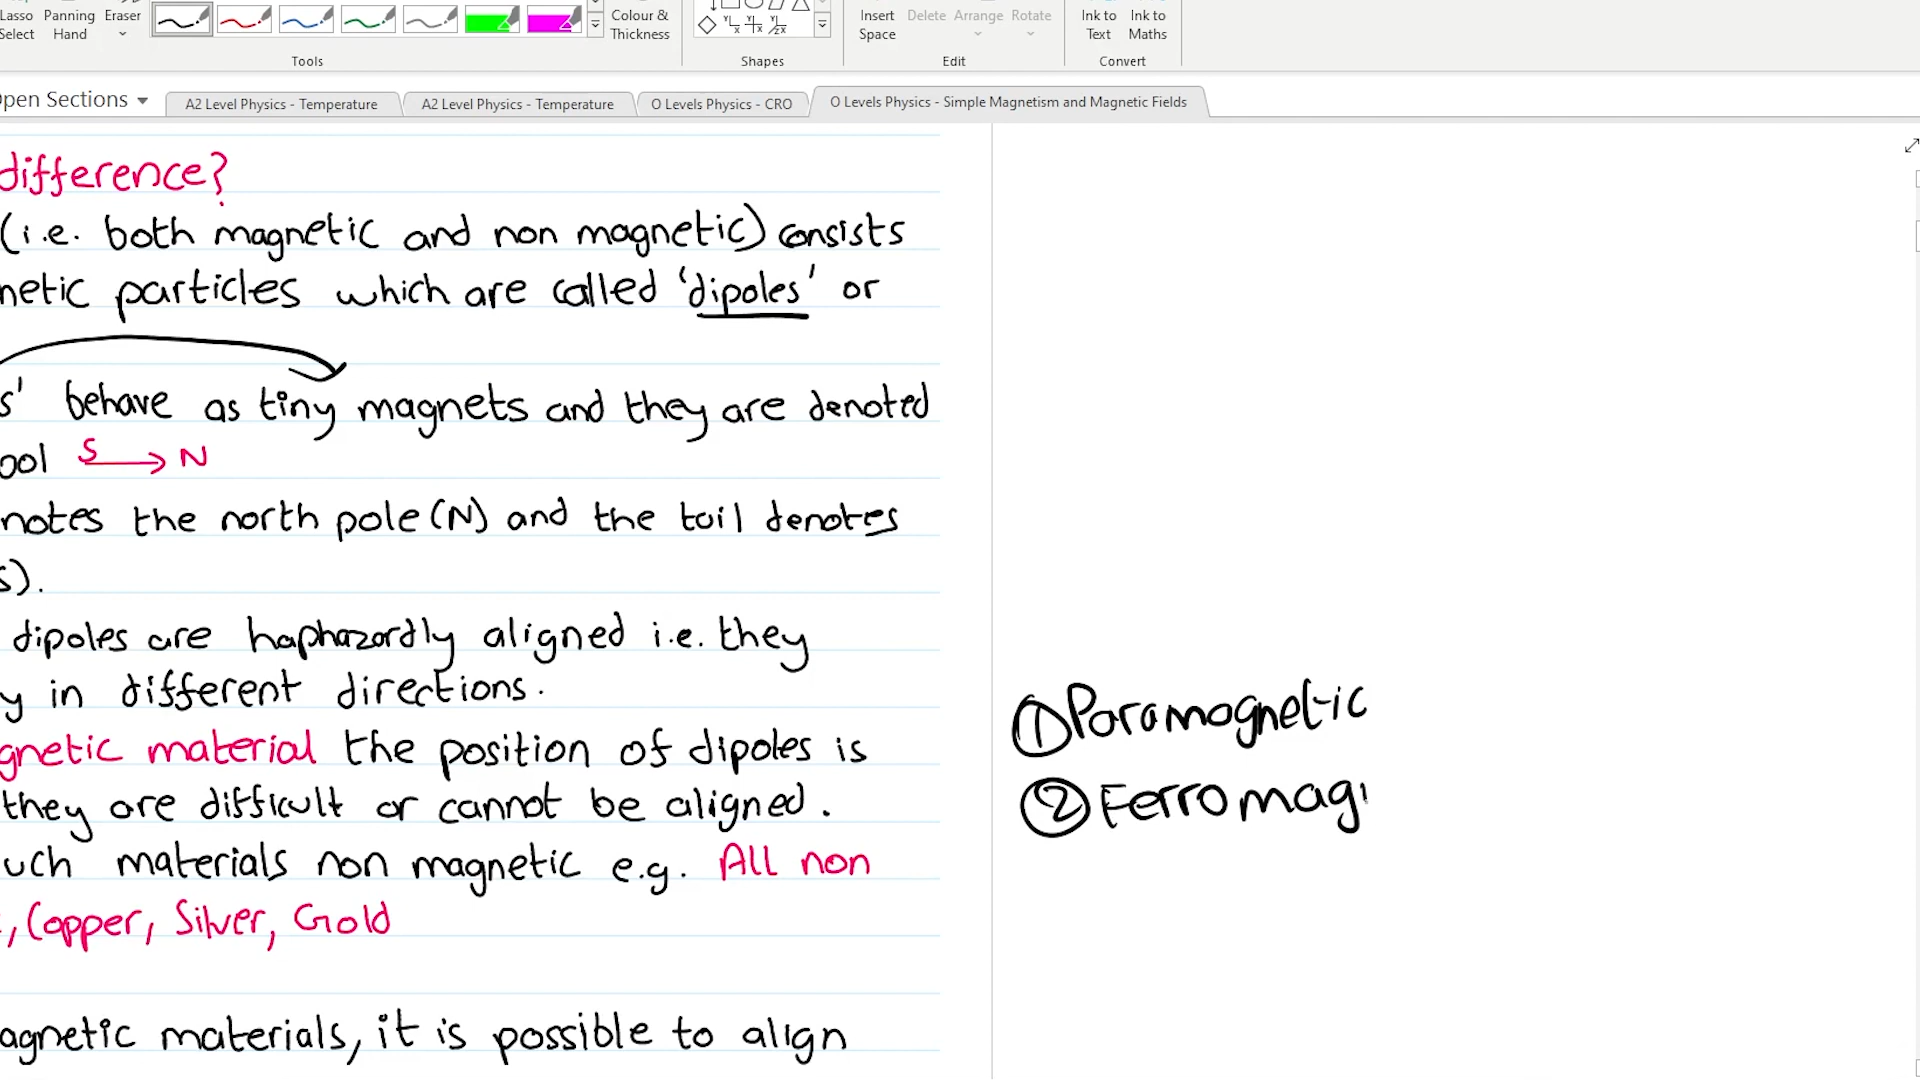 Lasso Select
Panning Hand
Eraser
Colour & Thickness
Insert Space
Delete
Arrange
Rotate
Ink to Text
Ink to Maths
Tools
Shapes
Edit
Convert
pen Sections
A2 Level Physics - Temperature
A2 Level Physics - Temperature
O Levels Physics - CRO
O Levels Physics - Simple Magnetism and Magnetic Fields
difference?
(i.e. both magnetic and non magnetic) consists
netic particles which are called 'dipoles' or
s' behave as tiny magnets and they are denoted
ool S N
notes the north pole (N) and the tail denotes
s).
dipoles are haphazardly aligned i.e. they
y in different directions.
gnetic material the position of dipoles is
they are difficult or cannot be aligned.
uch materials non magnetic e.g. All non
, Copper, Silver, Gold
agnetic materials, it is possible to align
① Paramagnetic
② Ferromag